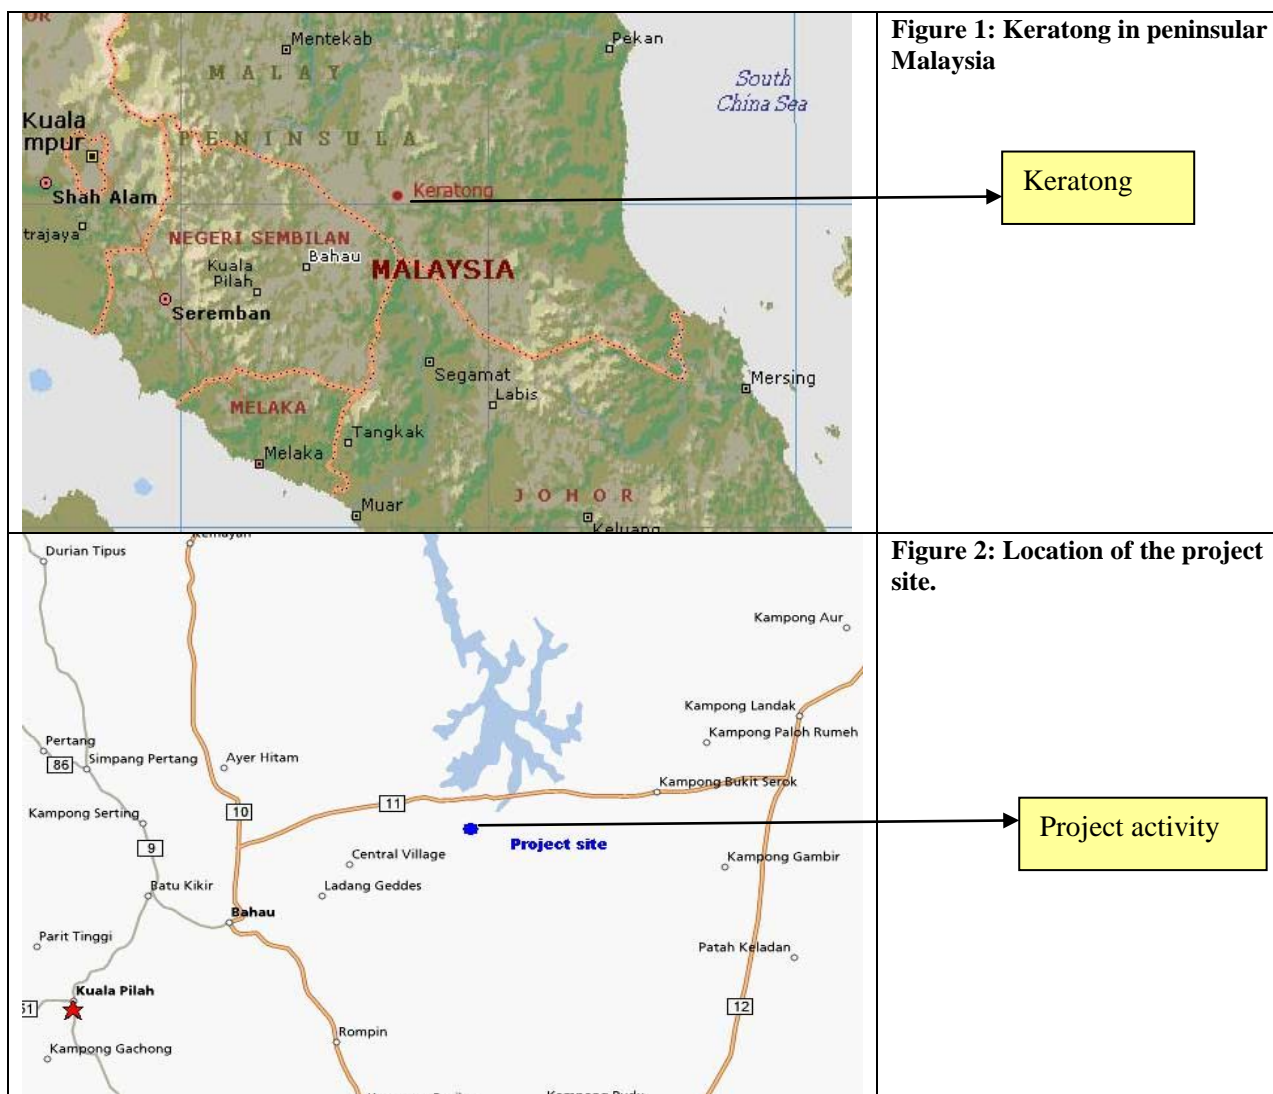 OR
Mentekab
Pekan
MALAY
South
China Sea
Kuala
mpur
PENINSULA
Shah Alam
Keratong
trajaya
NEGERI SEMBILAN
Bahau
Kuala
Pilah
MALAYSIA
Seremban
Segamat
Mersing
Labis
MELAKA
Tangkak
Melaka
JOHOR
Muar
Keluang
Figure 1: Keratong in peninsular
Malaysia
Keratong
Kemayan
Durian Tipus
Kampong Aur
Kampong Landak
Kampong Paloh Rumeh
Pertang
86
Simpang Pertang
Ayer Hitam
Kampong Bukit Serok
11
10
Kampong Serting
9
Project site
Central Village
Kampong Gambir
Batu Kikir
Ladang Geddes
Bahau
Parit Tinggi
Patah Keladan
Kuala Pilah
51
12
Rompin
Kampong Gachong
Figure 2: Location of the project
site.
Project activity